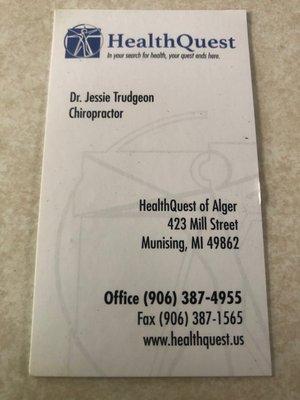 HealthQuest
In your search for health, your quest ends here.
Dr. Jessie Trudgeon
Chiropractor
HealthQuest of Alger
423 Mill Street
Munising, MI 49862
Office (906) 387-4955
Fax (906) 387-1565
www.healthquest.us